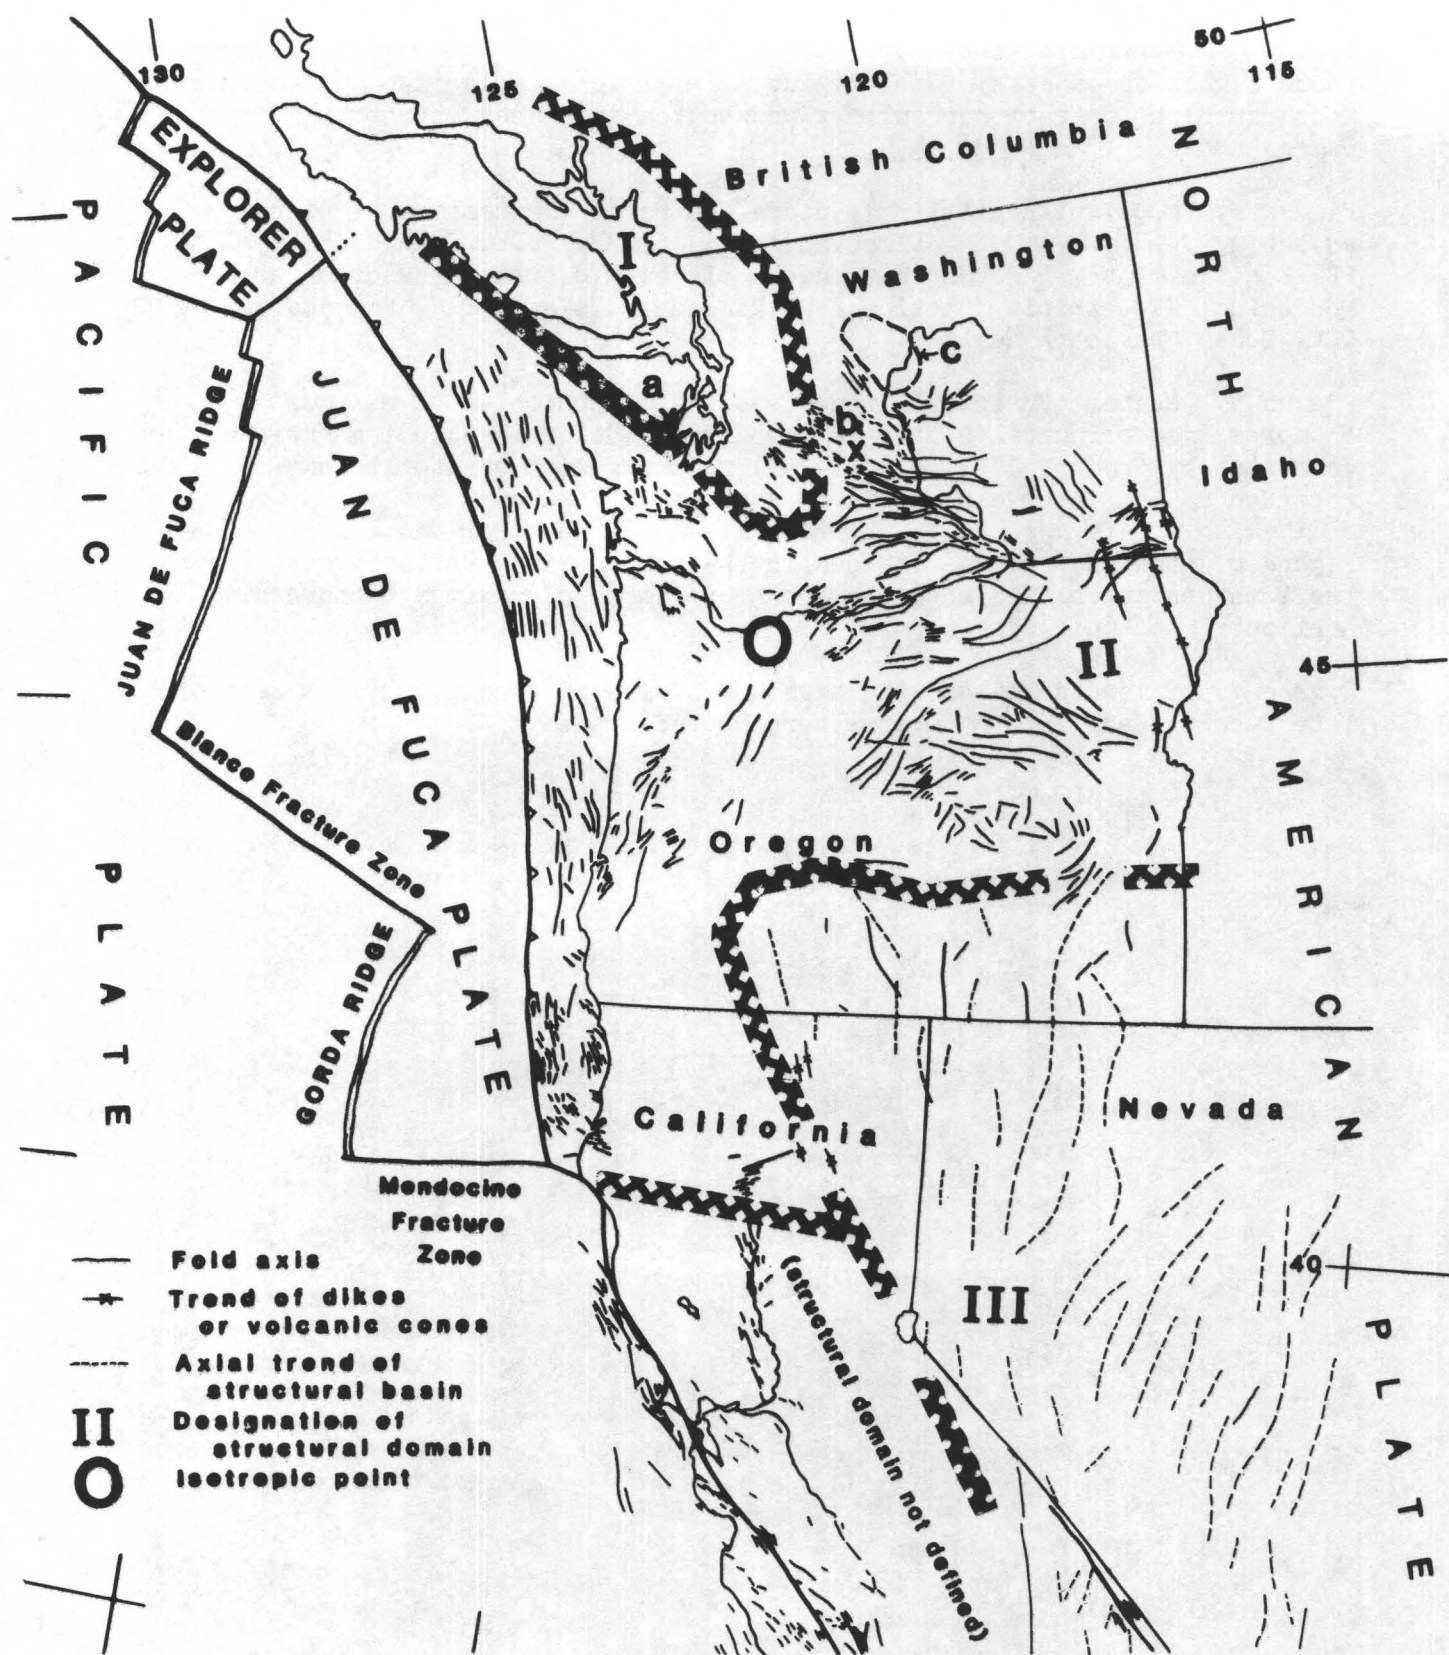 130
125
120
50
115
EXPLORER
PLATE
British Columbia
NORTH AMERICAN PLATE
PACIFIC PLATE
I
Washington
c
a
b
x
Idaho
JUAN DE FUCA RIDGE
JUAN DE FUCA PLATE
O
II
45
Blanco Fracture Zone
Oregon
GORDA RIDGE
California
Nevada
Mendocino
Fracture
Zone
40
III
(structural domain not defined)
Fold axis
Trend of dikes
or volcanic cones
Axial trend of
structural basin
II
Designation of
structural domain
O
Isotropic point